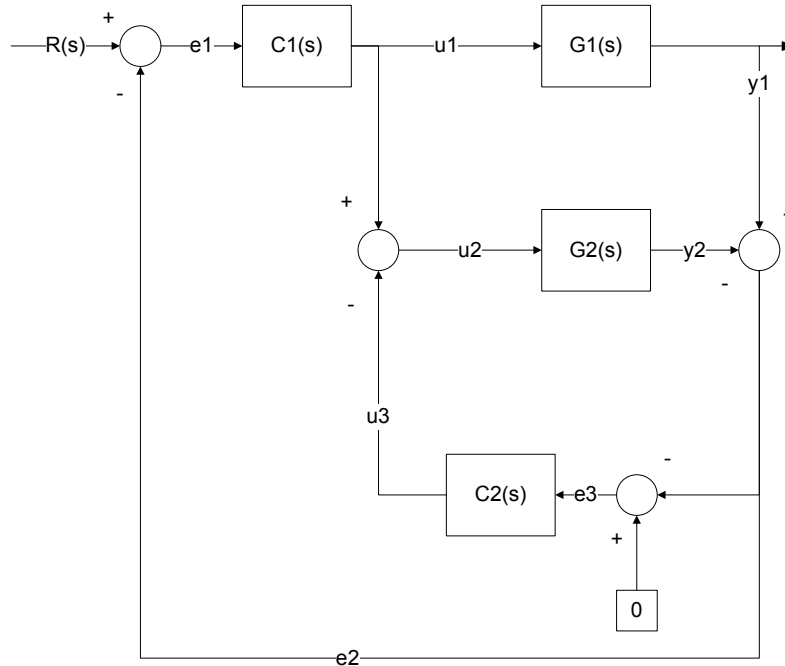 +
R(s)
e1
C1(s)
u1
G1(s)
y1
-
+
u2
G2(s)
y2
-
-
u3
C2(s)
e3
-
+
0
e2